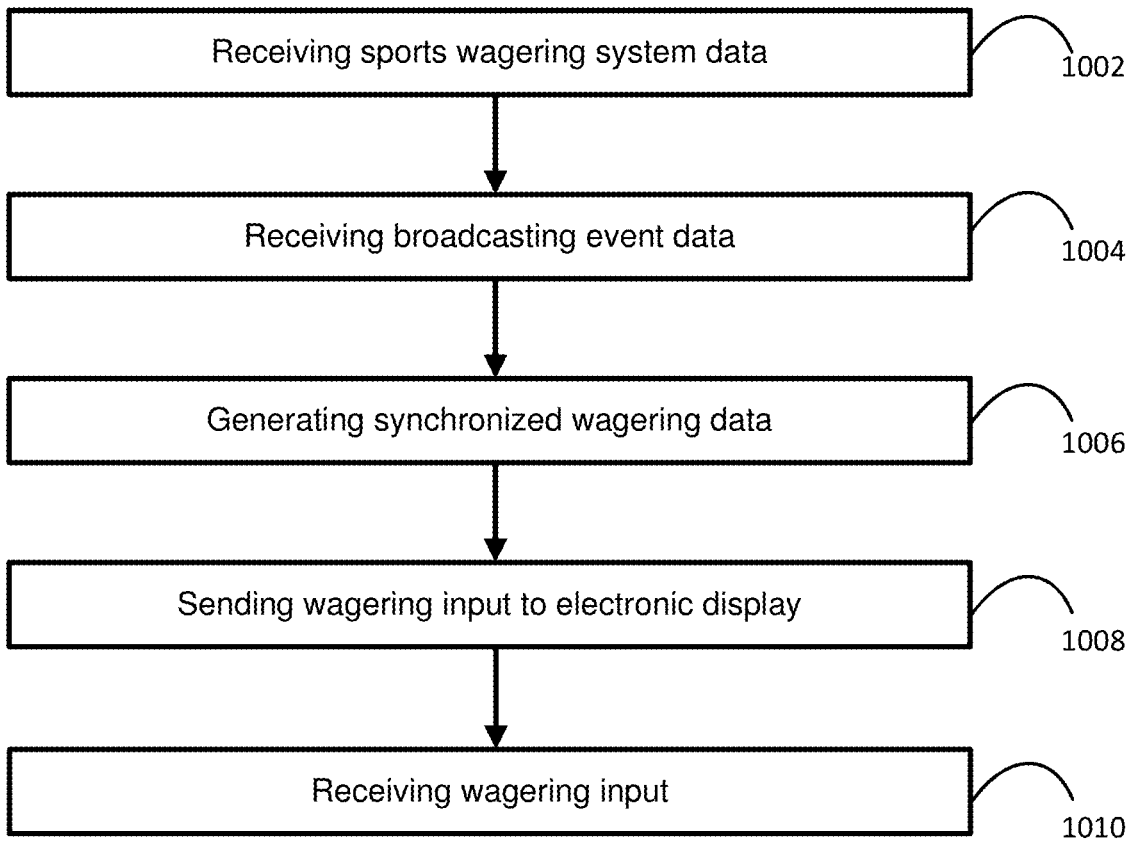 Receiving sports wagering system data
1002
Receiving broadcasting event data
1004
Generating synchronized wagering data
1006
Sending wagering input to electronic display
1008
Receiving wagering input
1010